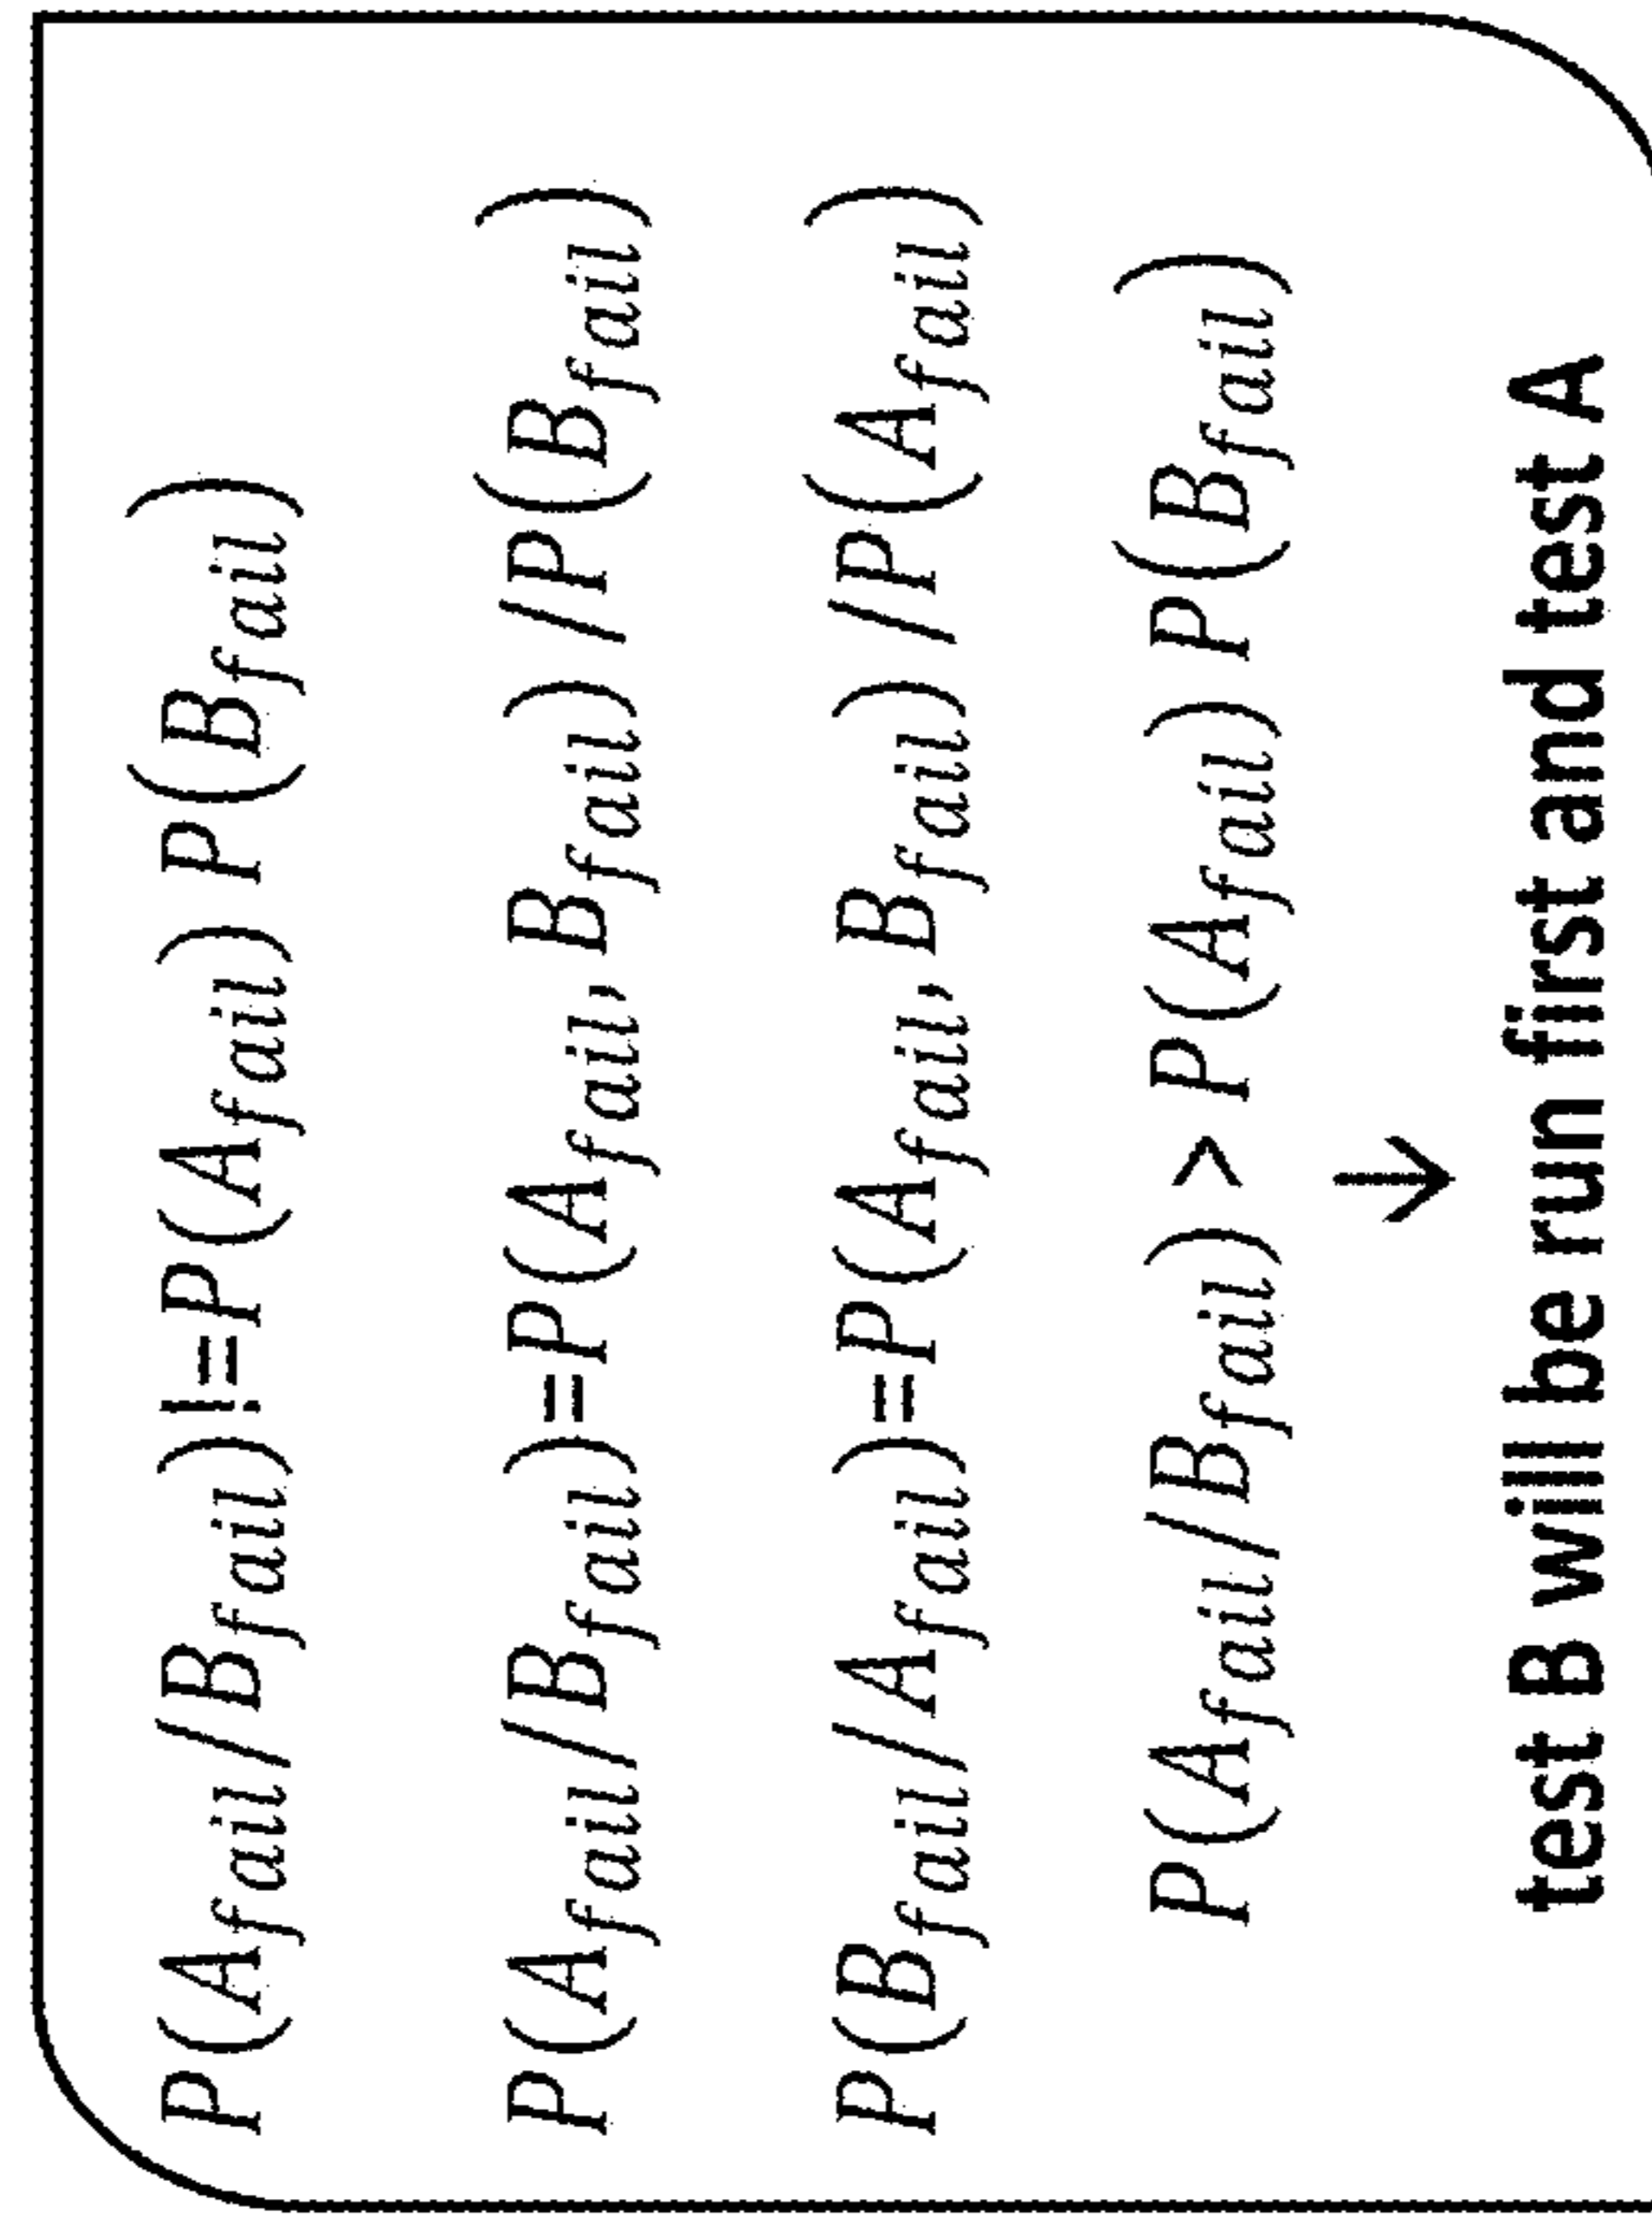 P(A_fail/B_fail)!=P(A_fail) P(B_fail)
P(A_fail/B_fail)=P(A_fail, B_fail) /P(B_fail)
P(B_fail/A_fail)=P(A_fail, B_fail) /P(A_fail)
P(A_fail/B_fail) > P(A_fail) P(B_fail)
↓
test B will be run first and test A